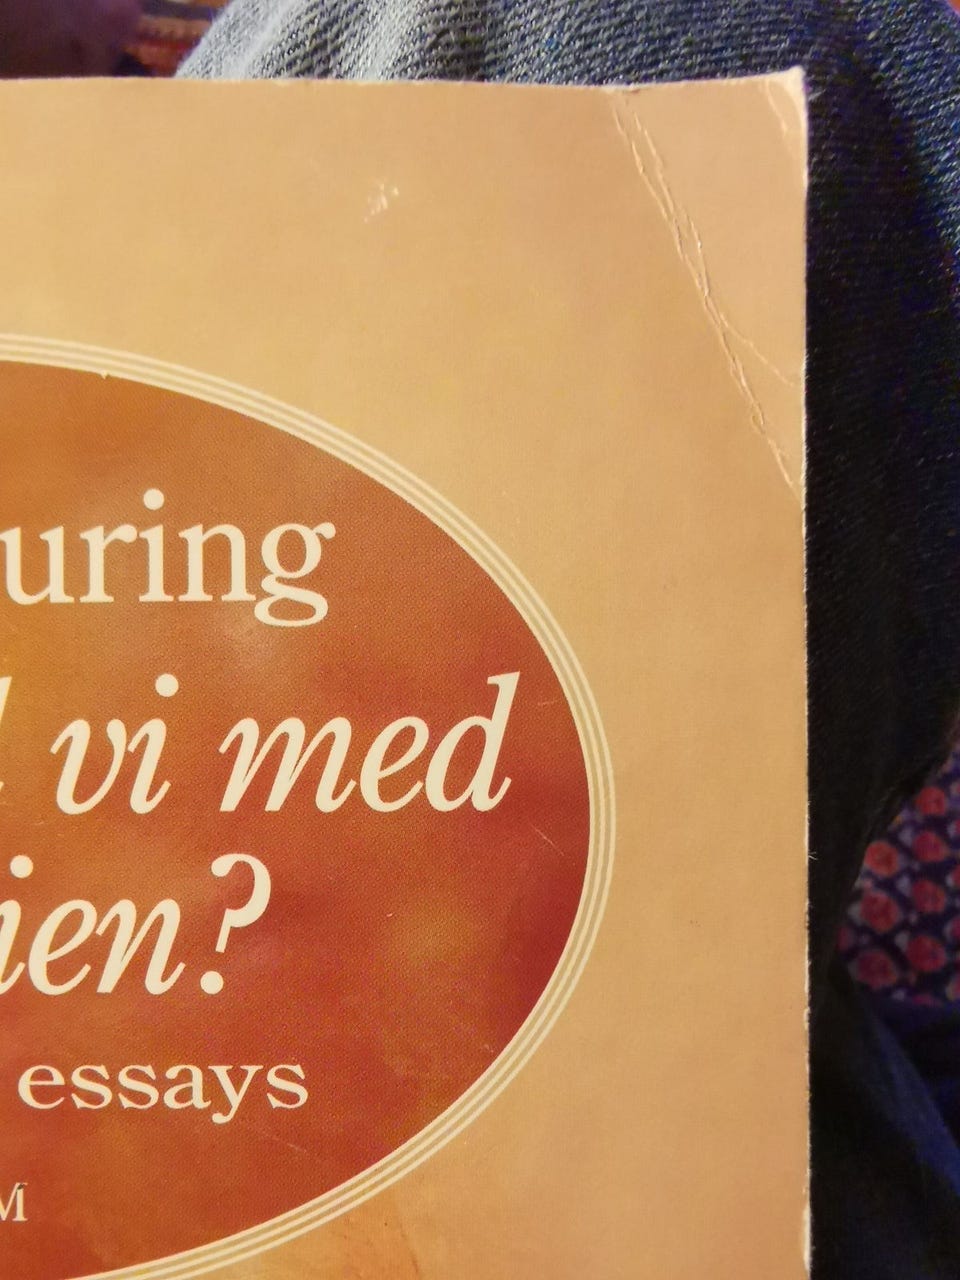 uring
vi med
ien?
essays
M